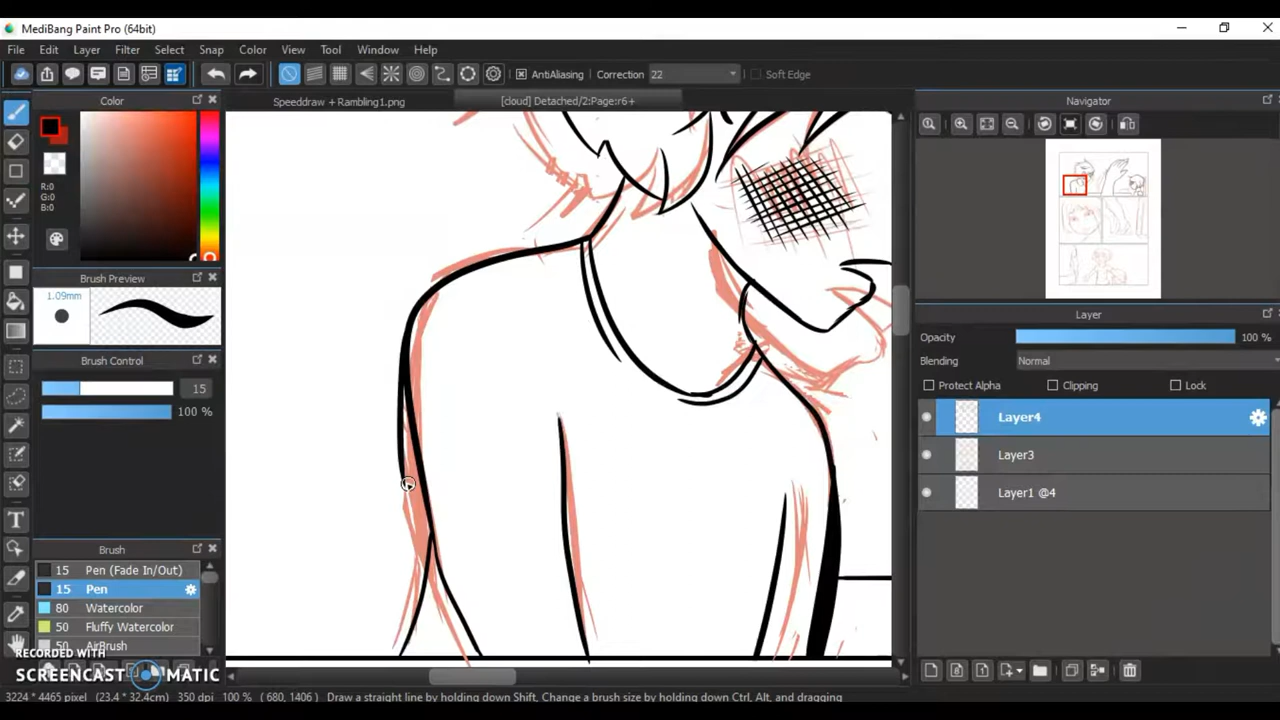 MediBang Paint Pro (64bit)
File Edit Layer Filter Select Snap Color View Tool Window Help
AntiAliasing Correction 22 Soft Edge
Color
Speeddraw + Rambling1.png
[cloud] Detached/2:Page:r6+
Navigator
R:0
G:0
B:0
Brush Preview
1.09mm
Layer
Opacity 100 %
Blending Normal
Brush Control
15
100 %
Protect Alpha Clipping Lock
Layer4
Layer3
Layer1 @4
Brush
15 Pen (Fade In/Out)
15 Pen
80 Watercolor
50 Fluffy Watercolor
50 AirBrush
RECORDED WITH
SCREENCAST MATIC
3224 * 4465 pixel (23.4 * 32.4cm) 350 dpi 100 % ( 680, 1406 ) Draw a straight line by holding down Shift, Change a brush size by holding down Ctrl, Alt, and dragging